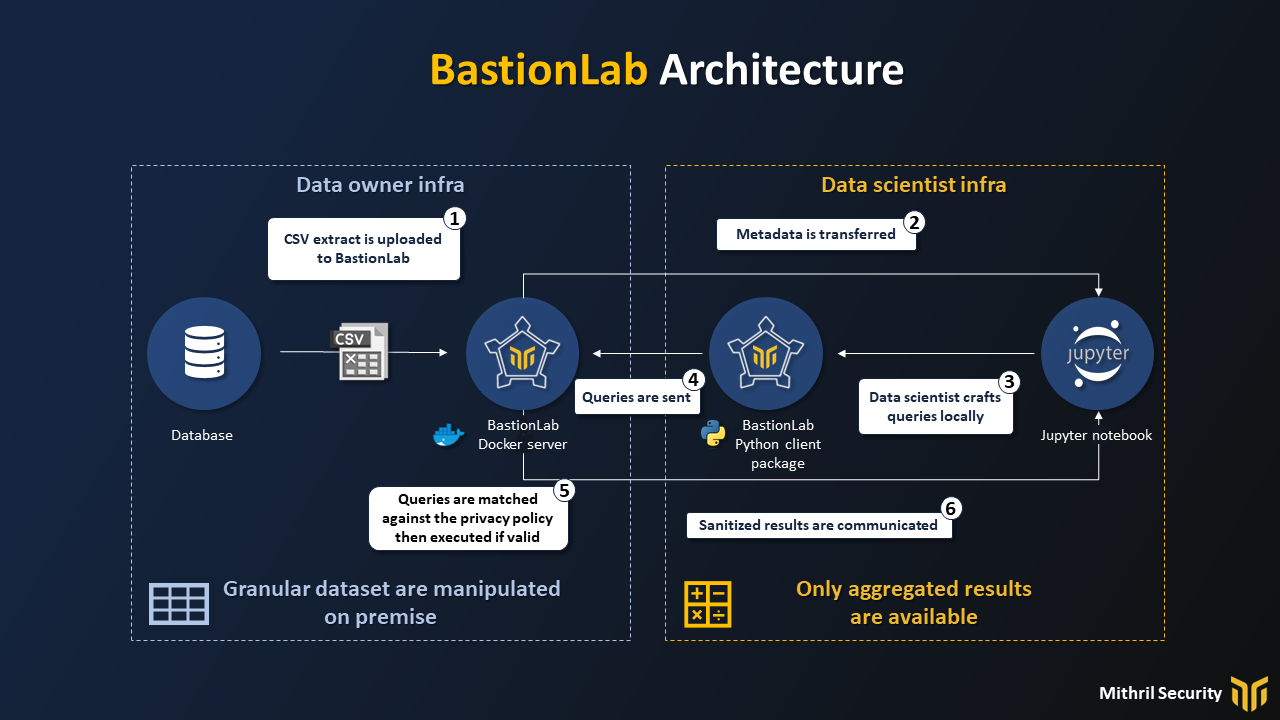 BastionLab Architecture
Data owner infra
1
CSV extract is uploaded
to BastionLab
Data scientist infra
2
Metadata is transferred
Database
CSV
BastionLab
Docker server
4
Queries are sent
BastionLab
Python client
package
3
Data scientist crafts
queries locally
jupyter
Jupyter notebook
5
Queries are matched
against the privacy policy
then executed if valid
6
Sanitized results are communicated
Granular dataset are manipulated
on premise
Only aggregated results
are available
Mithril Security